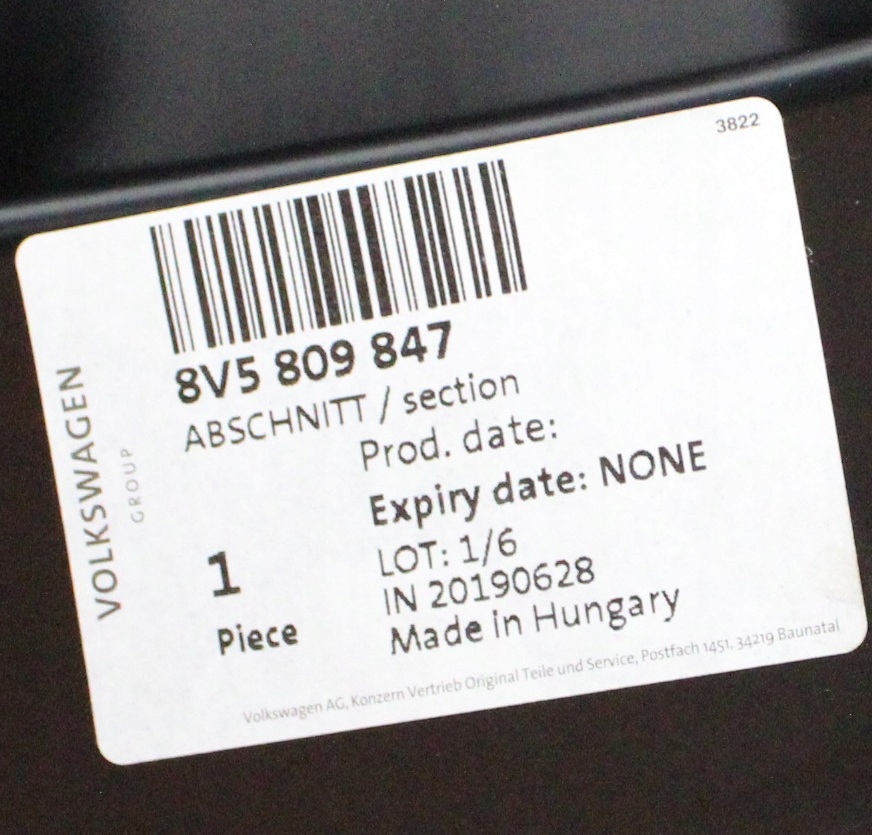 3822
8V5 809 847
ABSCHNITT / section
Prod. date:
Expiry date: NONE
1
Piece
LOT: 1/6
IN 20190628
Made in Hungary
Volkswagen AG, Konzern Vertrieb Original Teile und Service, Postfach 1451, 34219 Baunatal
VOLKSWAGEN
GROUP